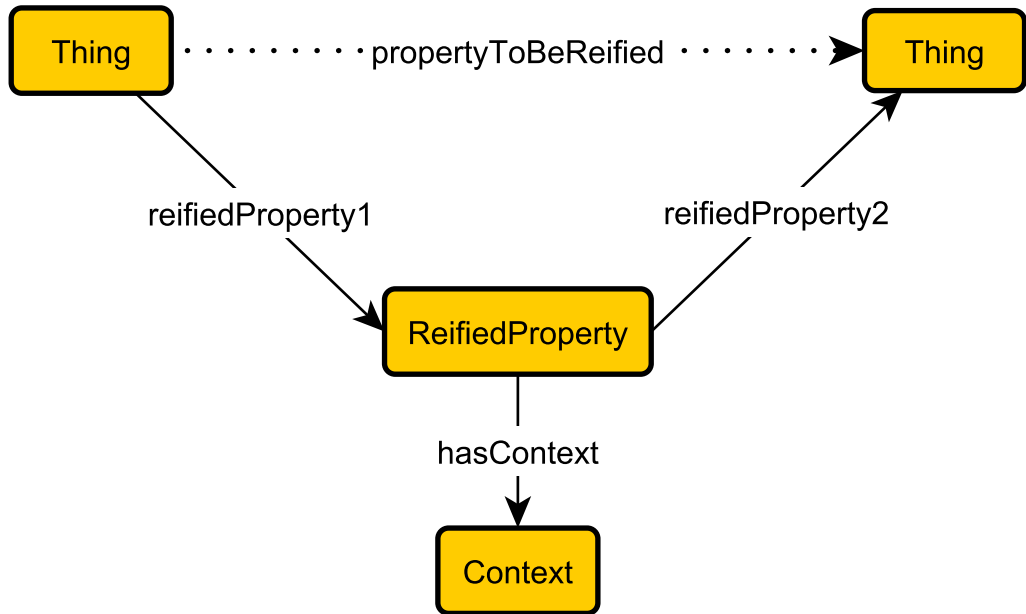 Thing
propertyToBeReified
Thing
reifiedProperty1
reifiedProperty2
ReifiedProperty
hasContext
Context